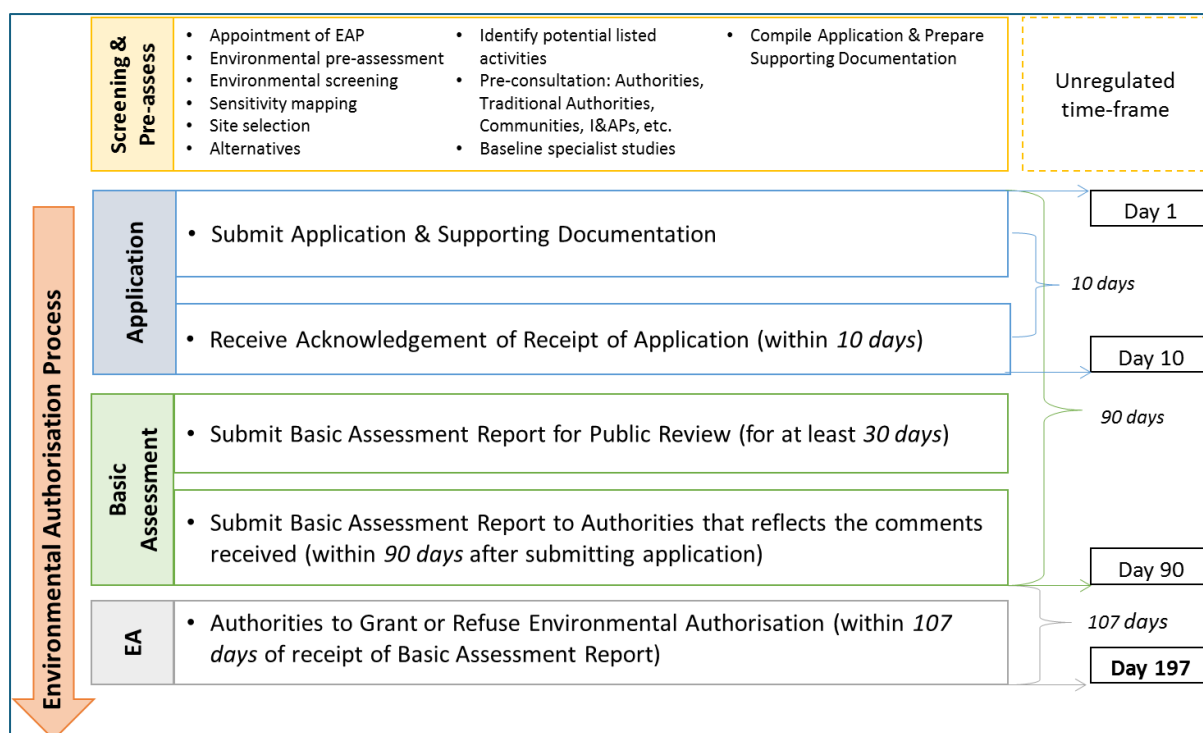 Screening &
Pre-assess
• Appointment of EAP
• Environmental pre-assessment
• Environmental screening
• Sensitivity mapping
• Site selection
• Alternatives
• Identify potential listed
activities
• Pre-consultation: Authorities,
Traditional Authorities,
Communities, I&APs, etc.
• Baseline specialist studies
• Compile Application & Prepare
Supporting Documentation
Unregulated
time-frame
Environmental Authorisation Process
Application
• Submit Application & Supporting Documentation
Day 1
10 days
• Receive Acknowledgement of Receipt of Application (within 10 days)
Day 10
Basic
Assessment
• Submit Basic Assessment Report for Public Review (for at least 30 days)
90 days
• Submit Basic Assessment Report to Authorities that reflects the comments
received (within 90 days after submitting application)
Day 90
EA
• Authorities to Grant or Refuse Environmental Authorisation (within 107
days of receipt of Basic Assessment Report)
107 days
Day 197